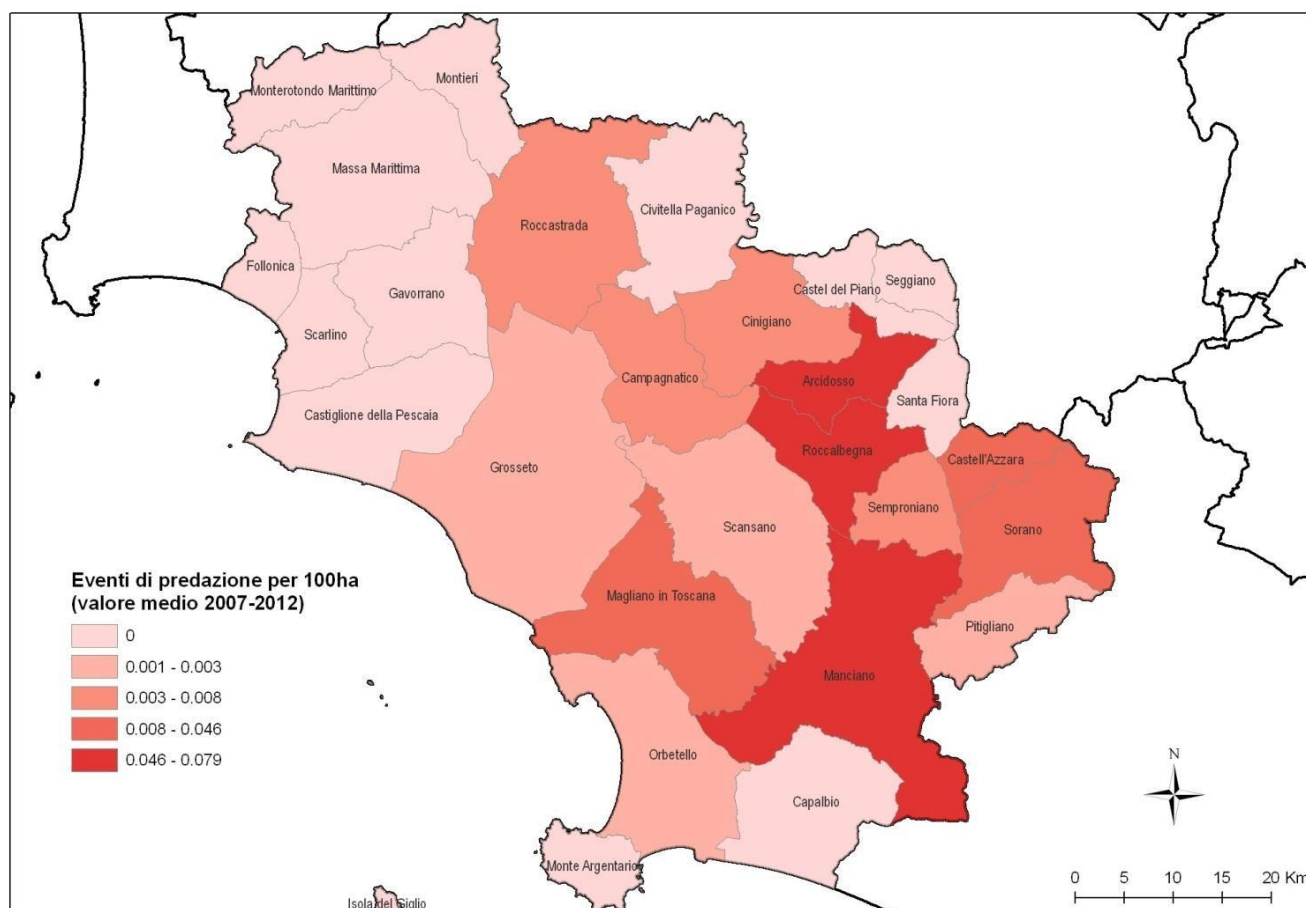 Montieri
Monterotondo Marittimo
Massa Marittima
Civitella Paganico
Roccastrada
Follonica
Seggiano
Castel del Piano
Gavorrano
Cinigiano
Scarlino
Campagnatico
Arcidosso
Santa Fiora
Castiglione della Pescaia
Roccalbegna
Castell'Azzara
Grosseto
Semproniano
Scansano
Sorano
Eventi di predazione per 100ha
(valore medio 2007-2012)
0
0.001 - 0.003
0.003 - 0.008
0.008 - 0.046
0.046 - 0.079
Magliano in Toscana
Pitigliano
Manciano
Orbetello
N
Capalbio
Monte Argentario
0 5 10 15 20 Km
Isola del Giglio